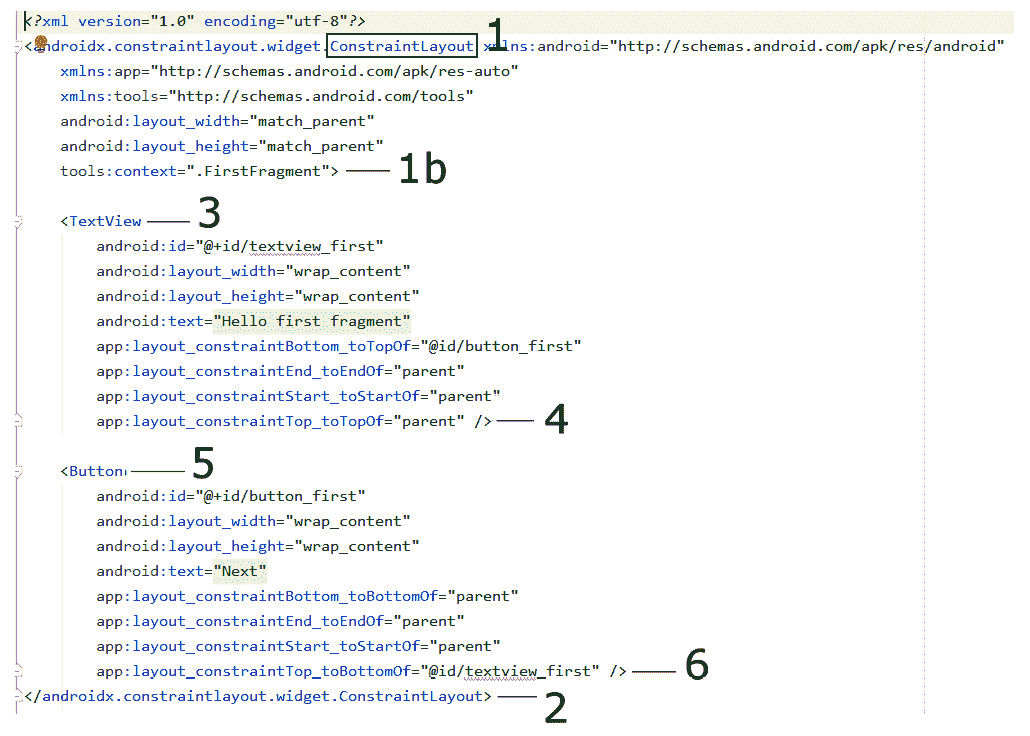 <?xml version="1.0" encoding="utf-8"?>
1
<androidx.constraintlayout.widget.ConstraintLayout xmlns:android="http://schemas.android.com/apk/res/android"
xmlns:app="http://schemas.android.com/apk/res-auto"
xmlns:tools="http://schemas.android.com/tools"
android:layout_width="match_parent"
android:layout_height="match_parent"
tools:context=".FirstFragment"> 1b
<TextView 3
android:id="@+id/textview_first"
android:layout_width="wrap_content"
android:layout_height="wrap_content"
android:text="Hello first fragment"
app:layout_constraintBottom_toTopOf="@id/button_first"
app:layout_constraintEnd_toEndOf="parent"
app:layout_constraintStart_toStartOf="parent"
app:layout_constraintTop_toTopOf="parent" /> 4
<Button 5
android:id="@+id/button_first"
android:layout_width="wrap_content"
android:layout_height="wrap_content"
android:text="Next"
app:layout_constraintBottom_toBottomOf="parent"
app:layout_constraintEnd_toEndOf="parent"
app:layout_constraintStart_toStartOf="parent"
app:layout_constraintTop_toBottomOf="@id/textview_first" /> 6
</androidx.constraintlayout.widget.ConstraintLayout> 2